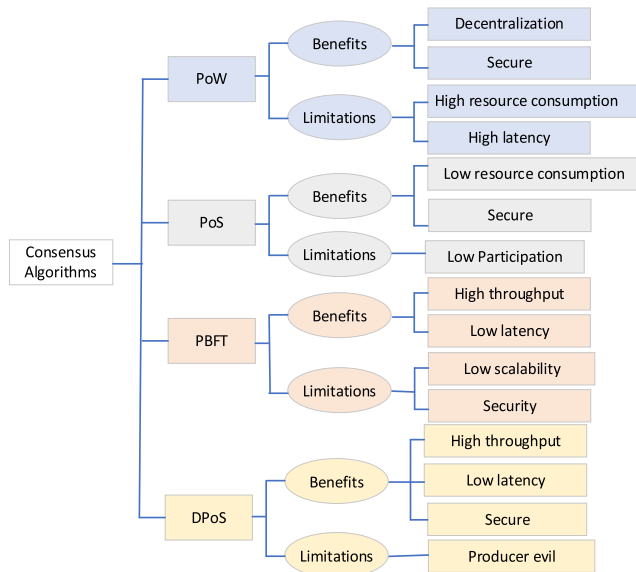 Consensus
Algorithms
PoW
Benefits
Decentralization
Secure
Limitations
High resource consumption
High latency
PoS
Benefits
Low resource consumption
Secure
Limitations
Low Participation
PBFT
Benefits
High throughput
Low latency
Limitations
Low scalability
Security
DPoS
Benefits
High throughput
Low latency
Secure
Limitations
Producer evil